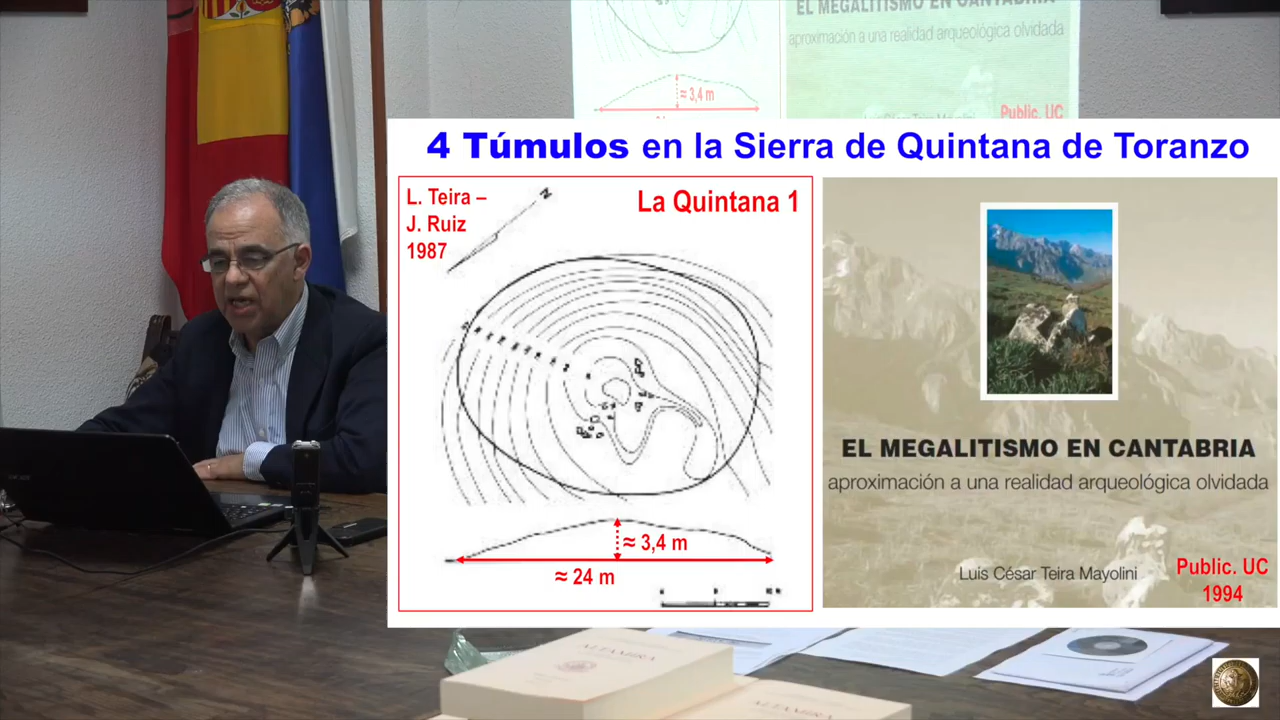 EL MEGALITISMO EN CANTABRIA
aproximación a una realidad arqueológica olvidada
≈ 3,4 m
Public. UC
4 Túmulos en la Sierra de Quintana de Toranzo
L. Teira –
J. Ruiz
1987
N
La Quintana 1
≈ 3,4 m
≈ 24 m
EL MEGALITISMO EN CANTABRIA
aproximación a una realidad arqueológica olvidada
Luis César Teira Mayolini
Public. UC
1994
ALTAMIRA
ALTAMIRA